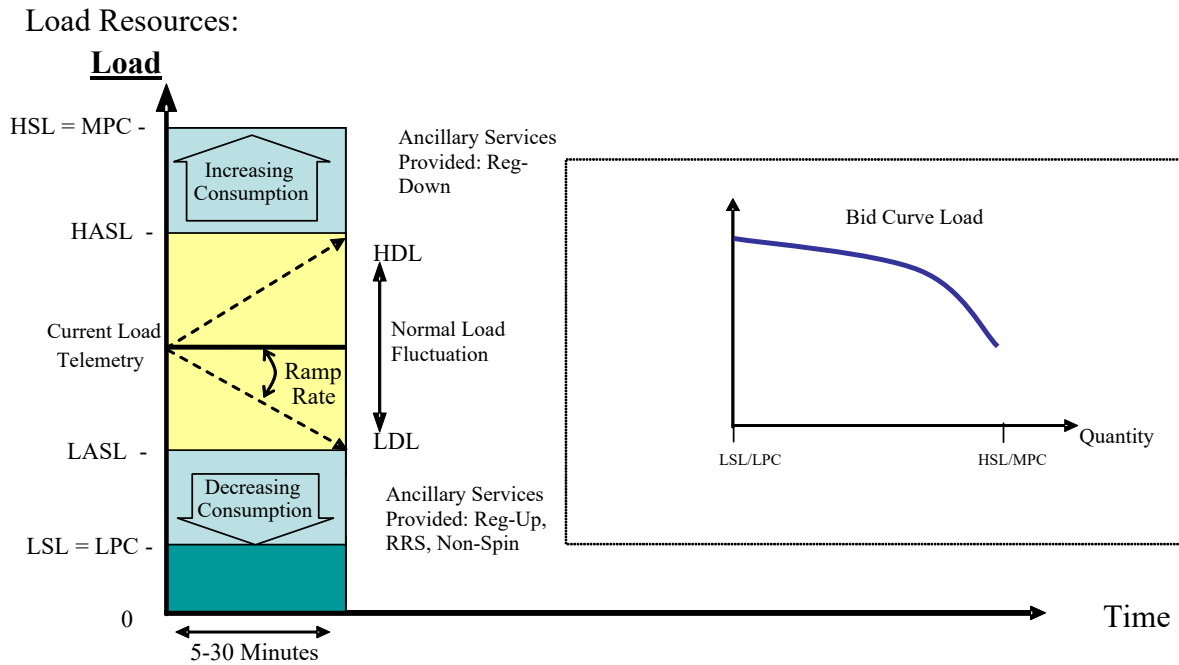 Load Resources:
Load
HSL = MPC -
Increasing
Consumption
Ancillary Services
Provided: Reg-
Down
HASL -
HDL
Current Load
Telemetry
Normal Load
Fluctuation
Ramp
Rate
LDL
LASL -
Decreasing
Consumption
Ancillary Services
Provided: Reg-Up,
RRS, Non-Spin
LSL = LPC -
0
5-30 Minutes
Time
Bid Curve Load
Quantity
LSL/LPC
HSL/MPC